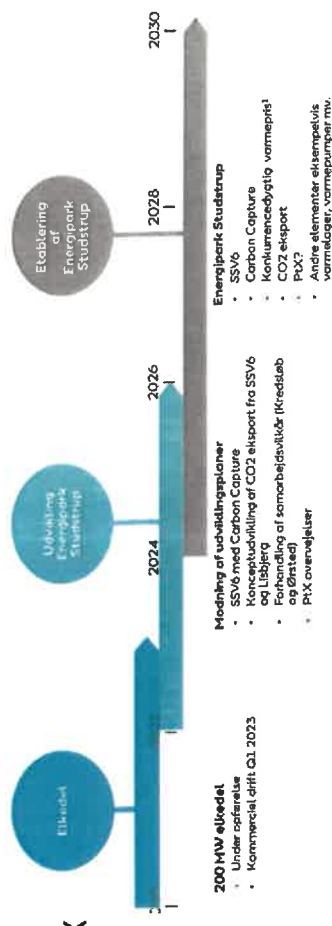 Elkedel
Udvikling
Energipark
Studstrup
Etablering
af
Energipark
Studstrup
2024
2026
2028
2030
200 MW elkedel
• Under opførelse
• Kommerciel drift Q1 2023
Modning af udviklingsplaner
• SSV6 med Carbon Capture
• Konceptudvikling af CO2 eksport fra SSV6
og Lisbjerg
• Forhandling af samarbejdsvilkår (Kredsløb
og Ørsted)
• PtX overvejelser
Energipark Studstrup
• SSV6
• Carbon Capture
• Konkurrencedygtig varmepris¹
• CO2 eksport
• PtX?
• Andre elementer eksempelvis
varmelager, varmepumper mv.